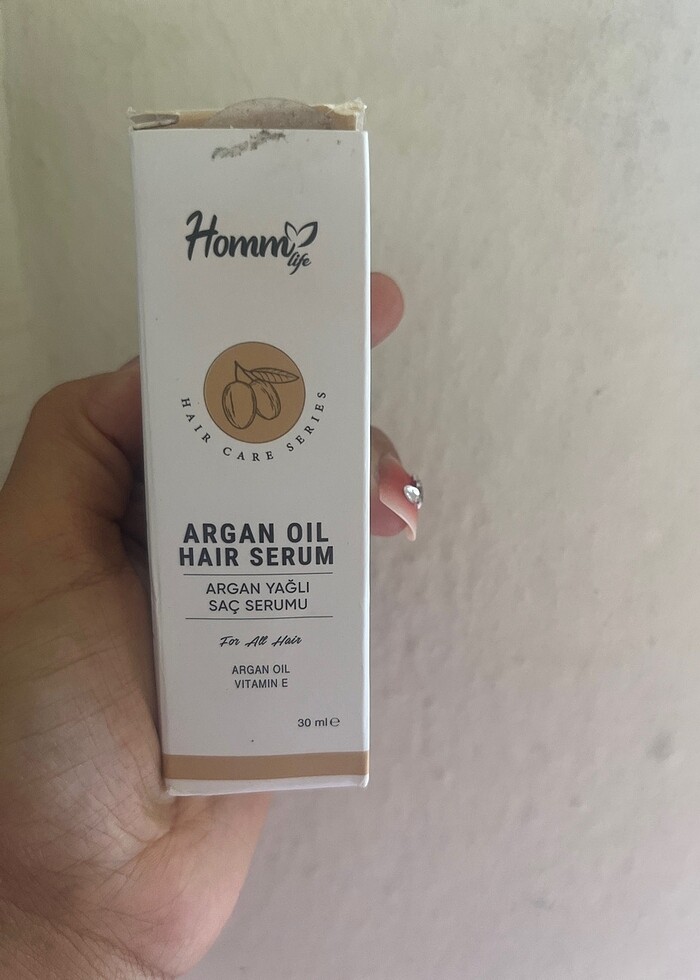 Homm life
HAIR CARE SERIES
ARGAN OIL
HAIR SERUM
ARGAN YAĞLI
SAÇ SERUMU
For All Hair
ARGAN OIL
VITAMIN E
30 ml ℮